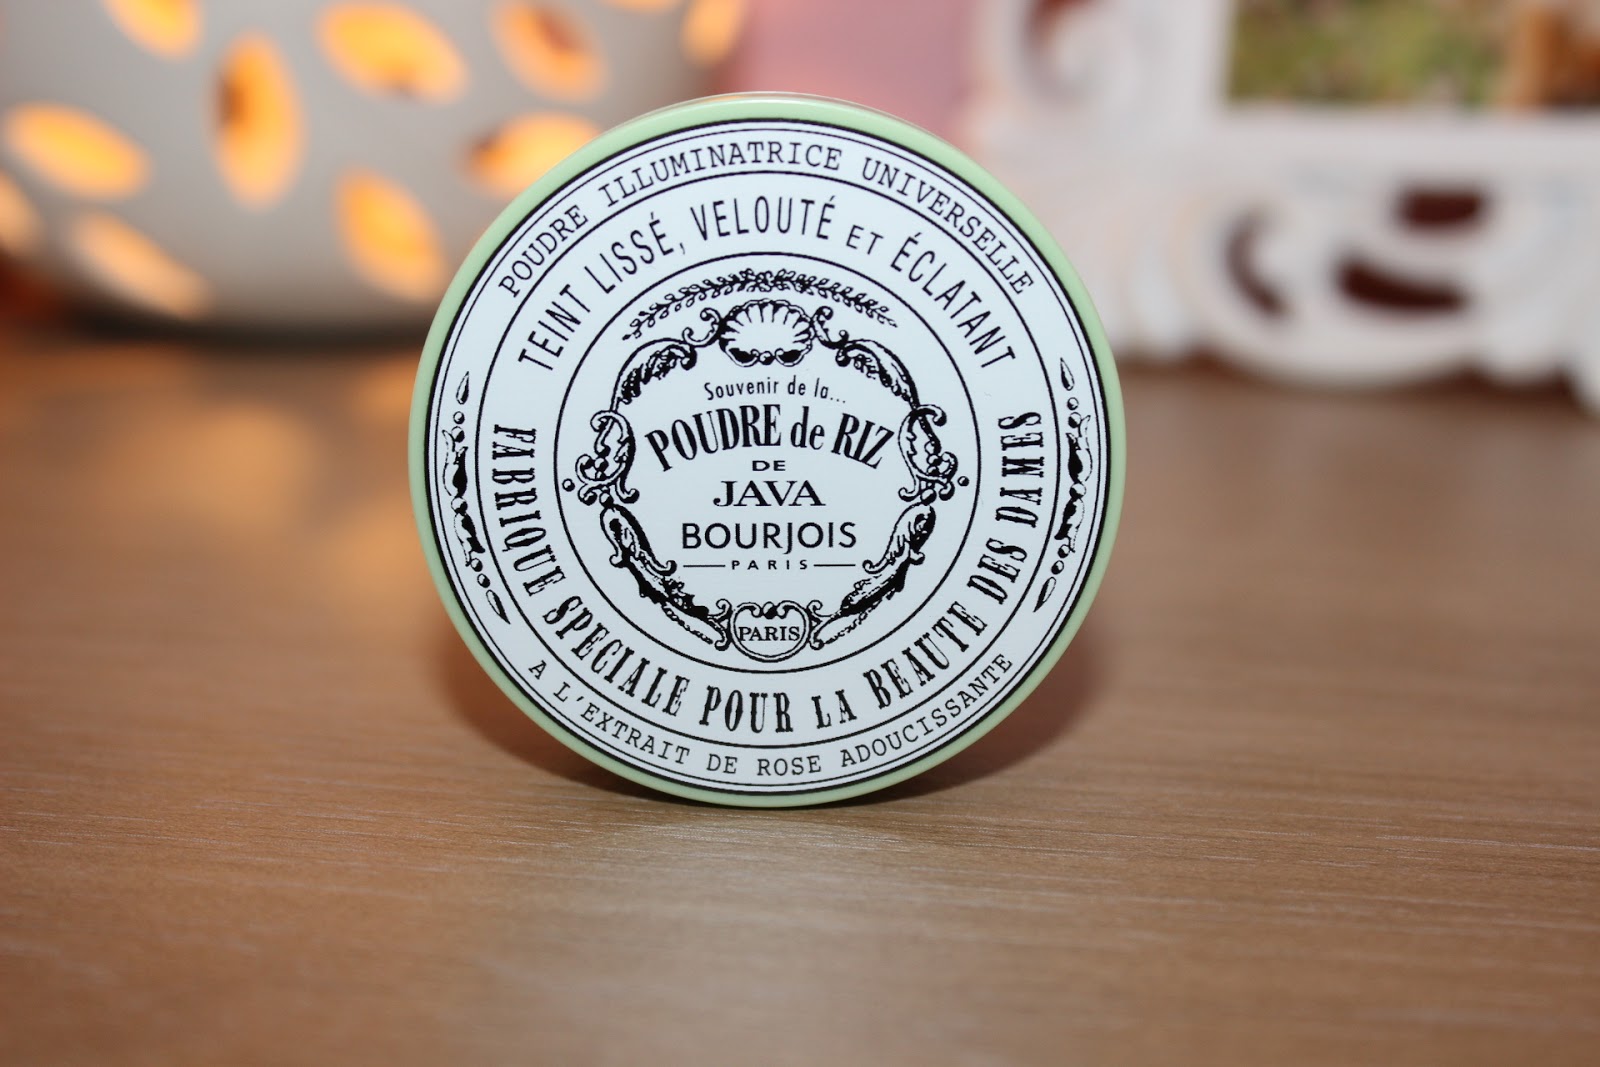 POUDRE ILLUMINATRICE UNIVERSELLE
TEINT LISSÉ, VELOUTÉ ET ÉCLATANT
Souvenir de la...
POUDRE de RIZ
DE
JAVA
BOURJOIS
PARIS
PARIS
FABRIQUE SPECIALE POUR LA BEAUTE DES DAMES
A L'EXTRAIT DE ROSE ADOUCISSANTE